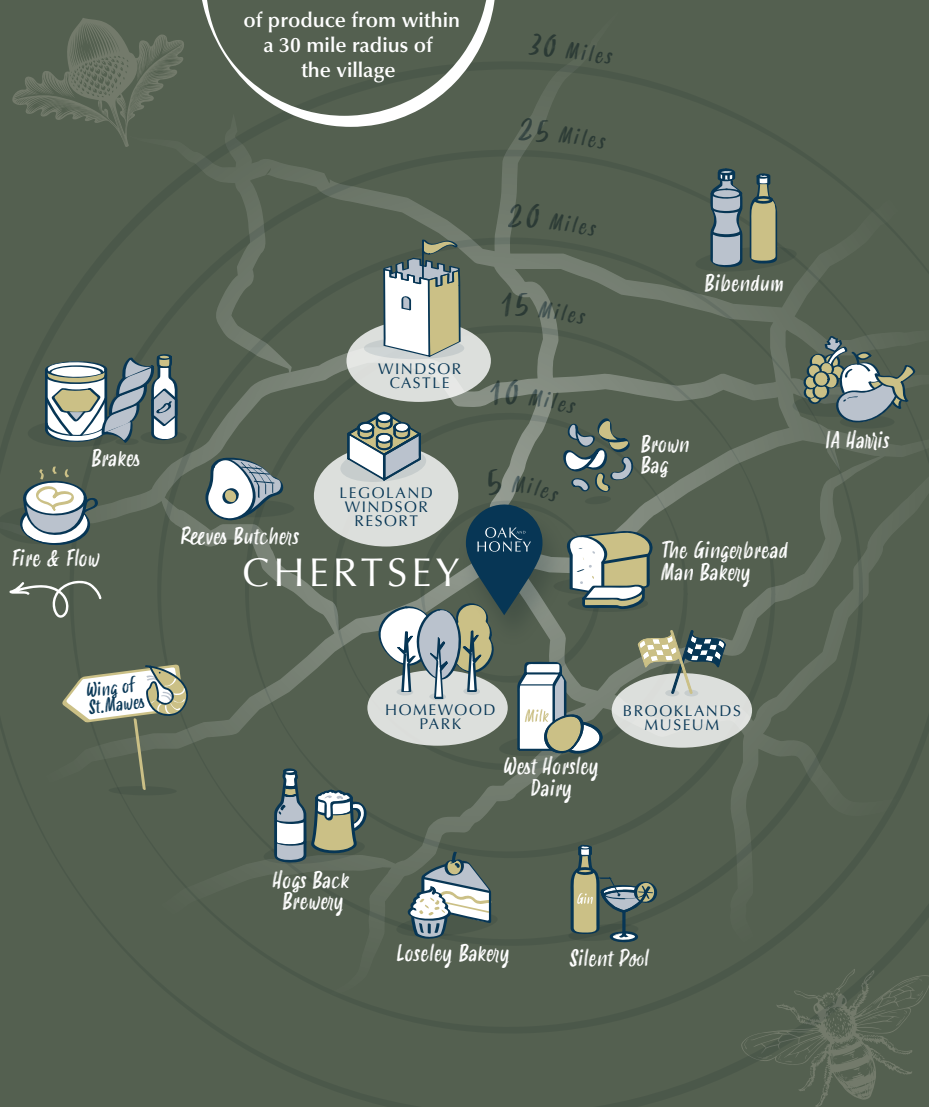 of produce from within
a 30 mile radius of
the village
30 Miles
25 Miles
20 Miles
15 Miles
10 Miles
5 Miles
Bibendum
WINDSOR
CASTLE
Brakes
IA Harris
Brown
Bag
LEGOLAND
WINDSOR
RESORT
Reeves Butchers
Fire & Flow
OAK AND
HONEY
CHERTSEY
The Gingerbread
Man Bakery
Wing of
St.Mawes
HOMEWOOD
PARK
Milk
BROOKLANDS
MUSEUM
West Horsley
Dairy
Hogs Back
Brewery
Loseley Bakery
Gin
Silent Pool